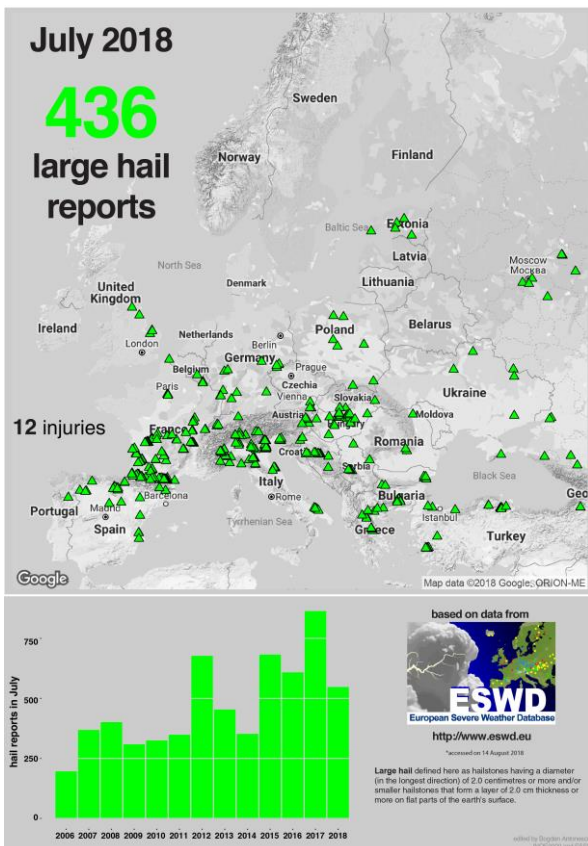 July 2018
436
large hail
reports
12 injuries
Sweden
Finland
Norway
Baltic Sea
Estonia
Latvia
Moscow
Москва
North Sea
Denmark
Lithuania
United
Kingdom
Belarus
Ireland
Netherlands
London
Berlin
Poland
Germany
Belgium
Prague
Paris
Czechia
Ukraine
Vienna
Slovakia
Austria
Hungary
Moldova
France
Romania
Croat
Serbia
Black Sea
Italy
Bulgaria
Barcelona
Rome
Istanbul
Geo
Portugal
Madrid
Spain
Tyrrhenian Sea
Greece
Turkey
Google
Map data ©2018 Google, ORION-ME
hail reports in July
750
500
250
0
2006 2007 2008 2009 2010 2011 2012 2013 2014 2015 2016 2017 2018
based on data from
ESWD
European Severe Weather Database
http://www.eswd.eu
*accessed on 14 August 2018
Large hail defined here as hailstones having a diameter
(in the longest direction) of 2.0 centimetres or more and/or
smaller hailstones that form a layer of 2.0 cm thickness or
more on flat parts of the earth's surface.
edited by Bogdan Antonescu